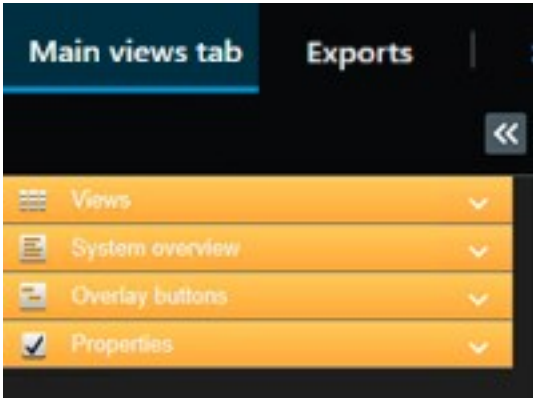 Main views tab
Exports
Views
System overview
Overlay buttons
Properties